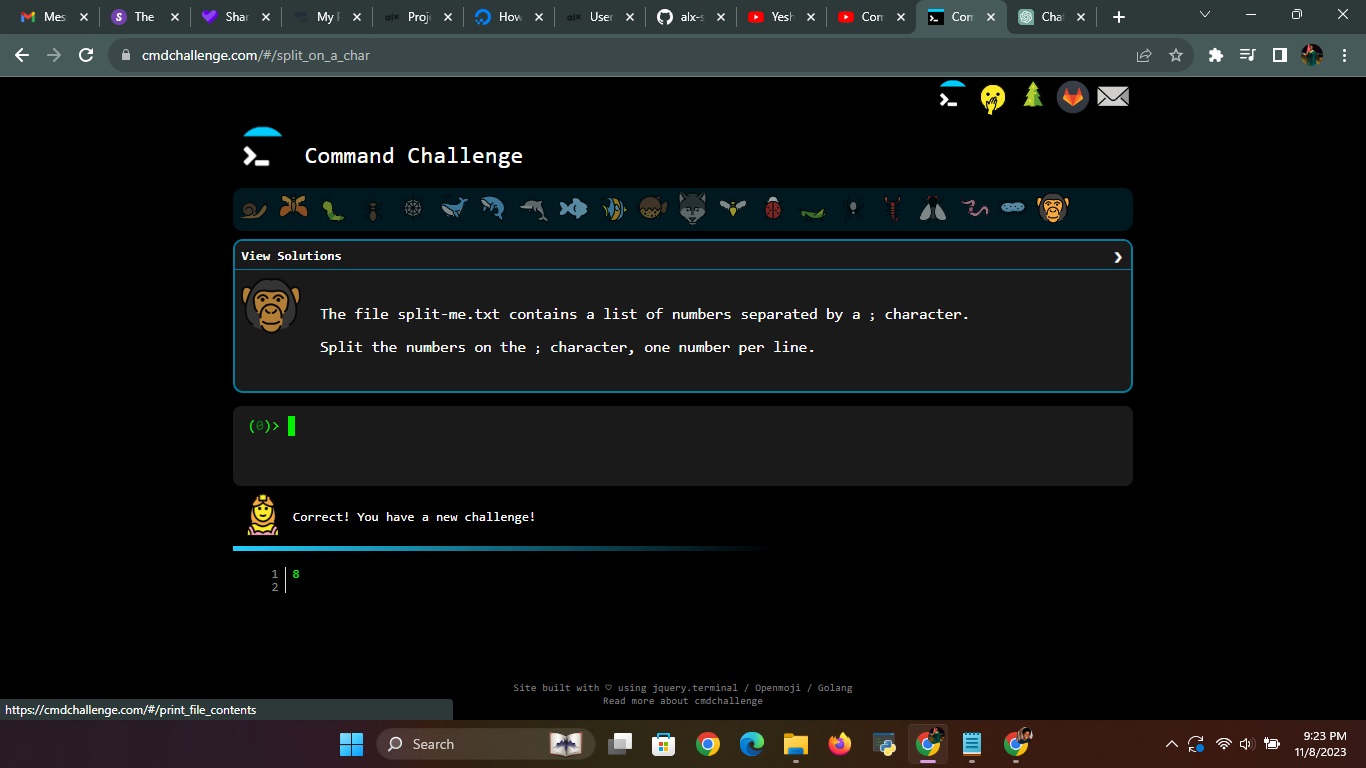 Mes
The
Shar
My
Proj
How
User
alx-s
Yesh
Con
Con
Cha
cmdchallenge.com/#/split_on_a_char
Command Challenge
View Solutions
The file split-me.txt contains a list of numbers separated by a ; character.
Split the numbers on the ; character, one number per line.
(0)>
Correct! You have a new challenge!
1 8
2
Site built with ♡ using jquery.terminal / Openmoji / Golang
Read more about cmdchallenge
https://cmdchallenge.com/#/print_file_contents
Search
9:23 PM
11/8/2023